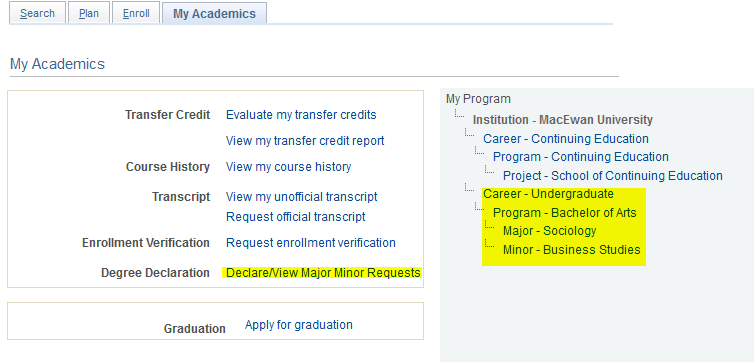 Search Plan Enroll My Academics
My Academics
Transfer Credit Evaluate my transfer credits
View my transfer credit report
Course History View my course history
Transcript View my unofficial transcript
Request official transcript
Enrollment Verification Request enrollment verification
Degree Declaration Declare/View Major Minor Requests
Graduation Apply for graduation
My Program
Institution - MacEwan University
Career - Continuing Education
Program - Continuing Education
Project - School of Continuing Education
Career - Undergraduate
Program - Bachelor of Arts
Major - Sociology
Minor - Business Studies